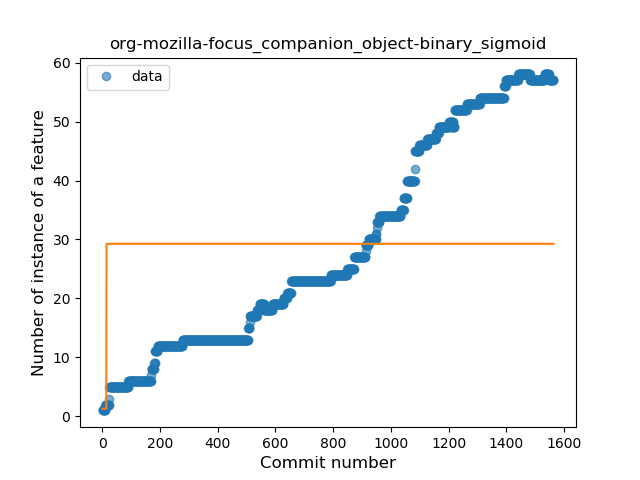 org-mozilla-focus_companion_object-binary_sigmoid
data
Number of instance of a feature
60
50
40
30
20
10
0
0 200 400 600 800 1000 1200 1400 1600
Commit number